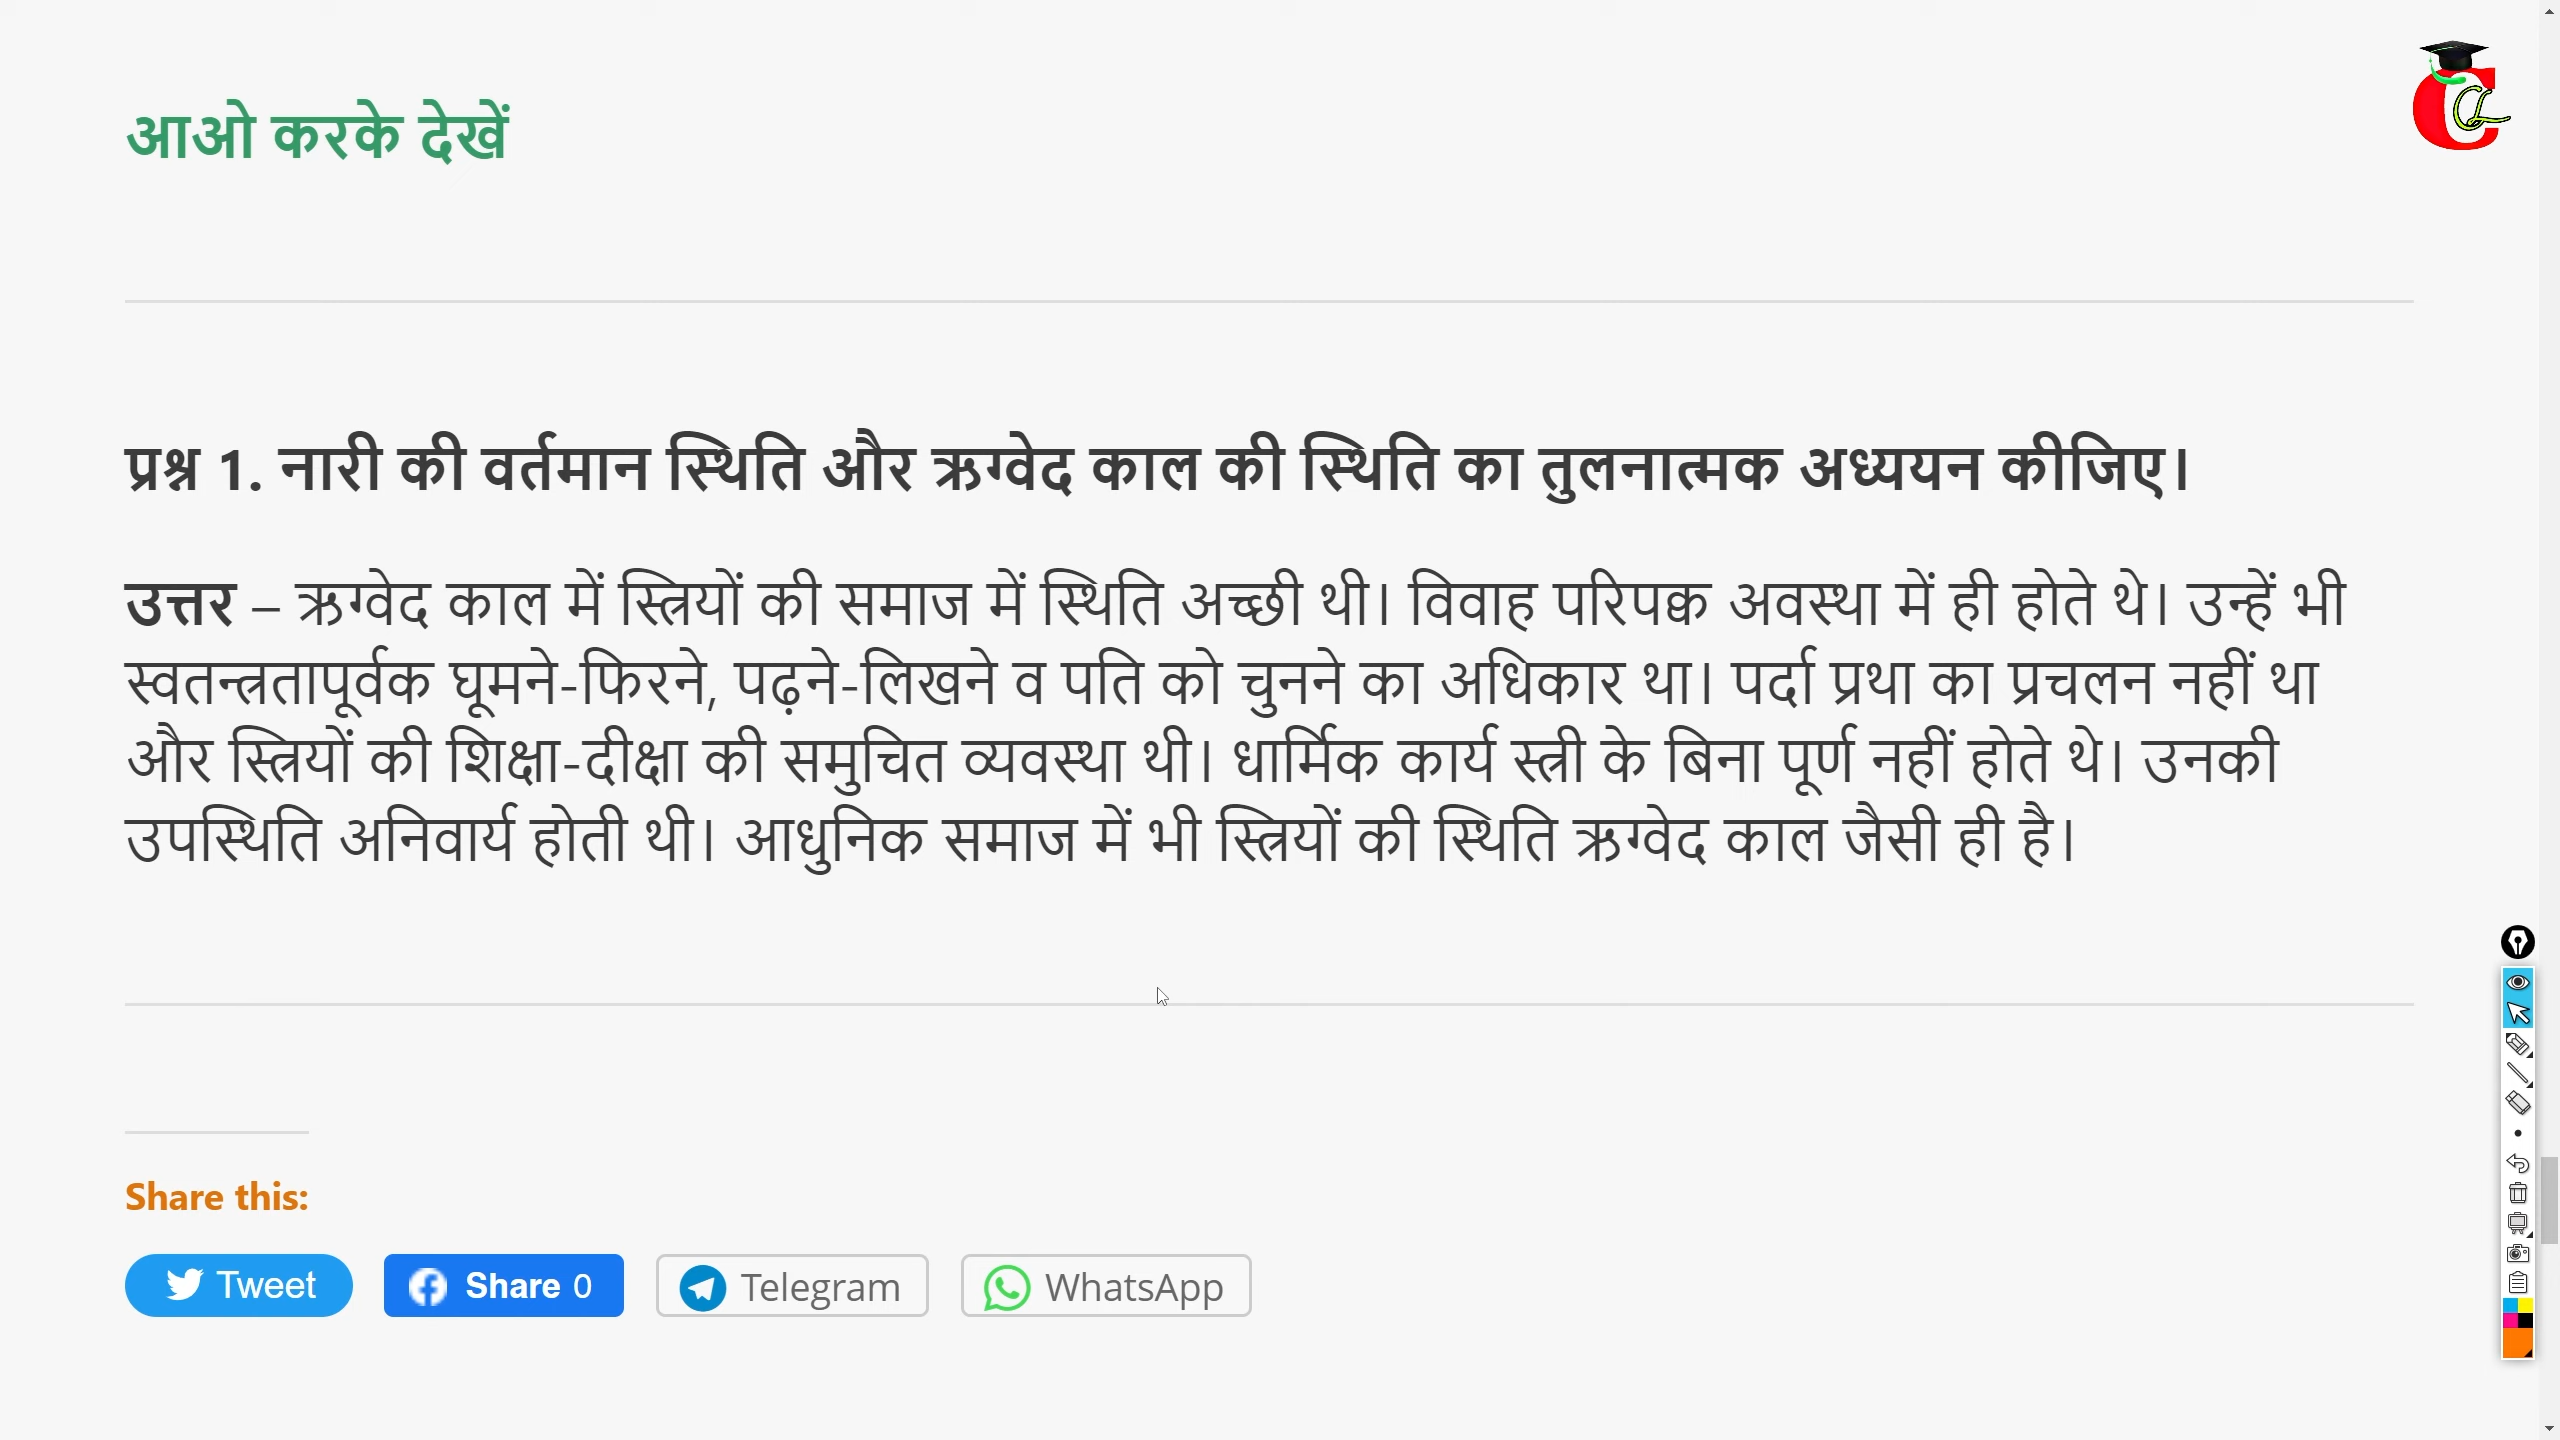 आओ करके देखें
प्रश्न 1. नारी की वर्तमान स्थिति और ऋग्वेद काल की स्थिति का तुलनात्मक अध्ययन कीजिए।
उत्तर – ऋग्वेद काल में स्त्रियों की समाज में स्थिति अच्छी थी। विवाह परिपक्व अवस्था में ही होते थे। उन्हें भी
स्वतन्त्रतापूर्वक घूमने-फिरने, पढ़ने-लिखने व पति को चुनने का अधिकार था। पर्दा प्रथा का प्रचलन नहीं था
और स्त्रियों की शिक्षा-दीक्षा की समुचित व्यवस्था थी। धार्मिक कार्य स्त्री के बिना पूर्ण नहीं होते थे। उनकी
उपस्थिति अनिवार्य होती थी। आधुनिक समाज में भी स्त्रियों की स्थिति ऋग्वेद काल जैसी ही है।
Share this:
Tweet Share 0 Telegram WhatsApp